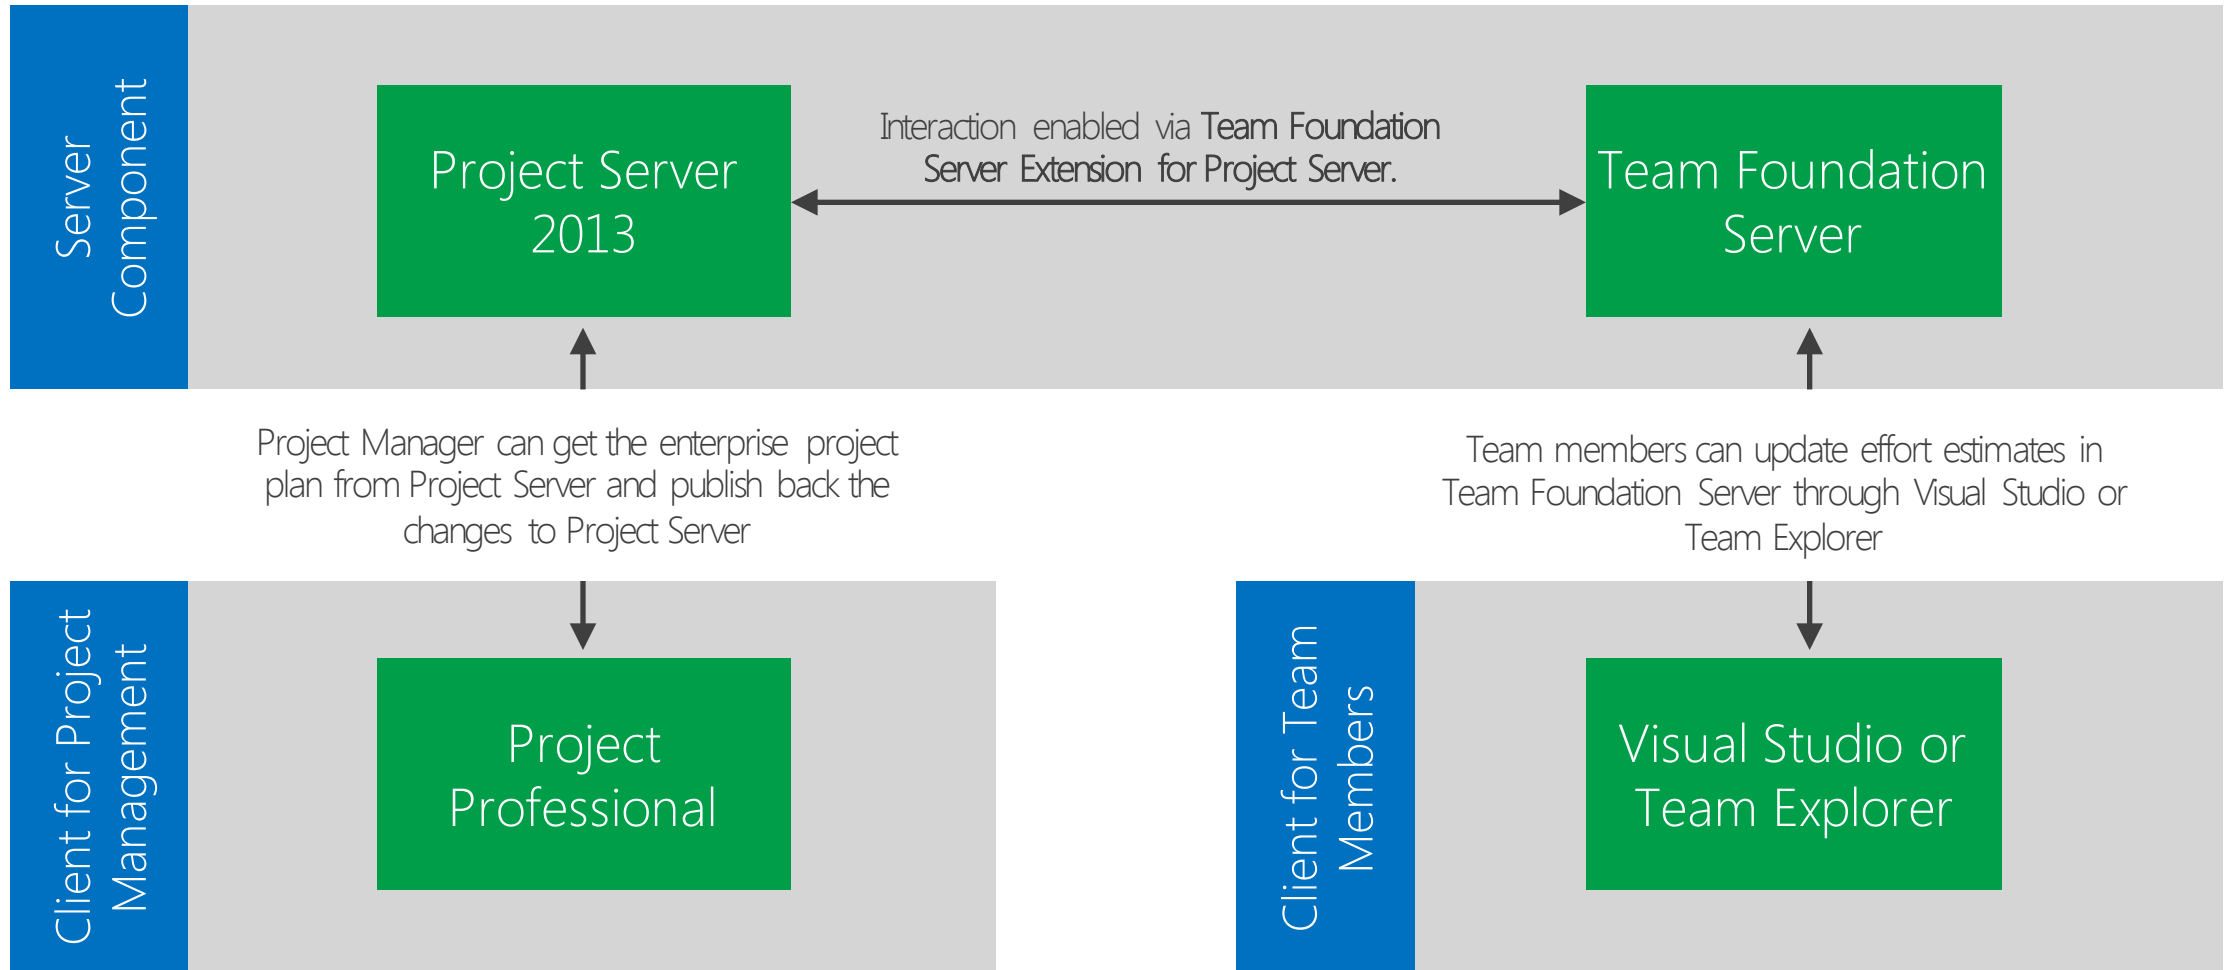 Server
Component
Project Server
2013
Interaction enabled via Team Foundation
Server Extension for Project Server.
Team Foundation
Server
Project Manager can get the enterprise project
plan from Project Server and publish back the
changes to Project Server
Team members can update effort estimates in
Team Foundation Server through Visual Studio or
Team Explorer
Client for Project
Management
Project
Professional
Client for Team
Members
Visual Studio or
Team Explorer